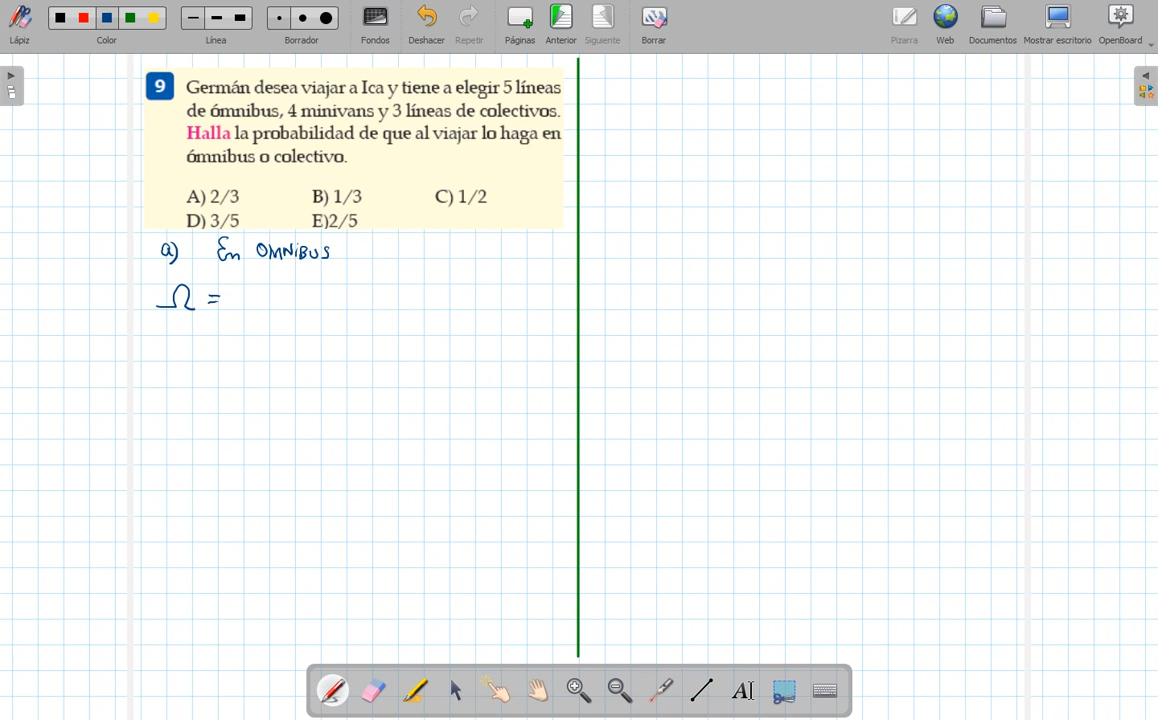 Lápiz
Color
Línea
Borrador
Fondos
Deshacer
Repetir
Páginas
Anterior
Siguiente
Borrar
Pizarra
Web
Documentos
Mostrar escritorio
OpenBoard
9 Germán desea viajar a Ica y tiene a elegir 5 líneas
de ómnibus, 4 minivans y 3 líneas de colectivos.
Halla la probabilidad de que al viajar lo haga en
ómnibus o colectivo.
A) 2/3 B) 1/3 C) 1/2
D) 3/5 E)2/5
a) En OMNiBUS
Ω =
AI